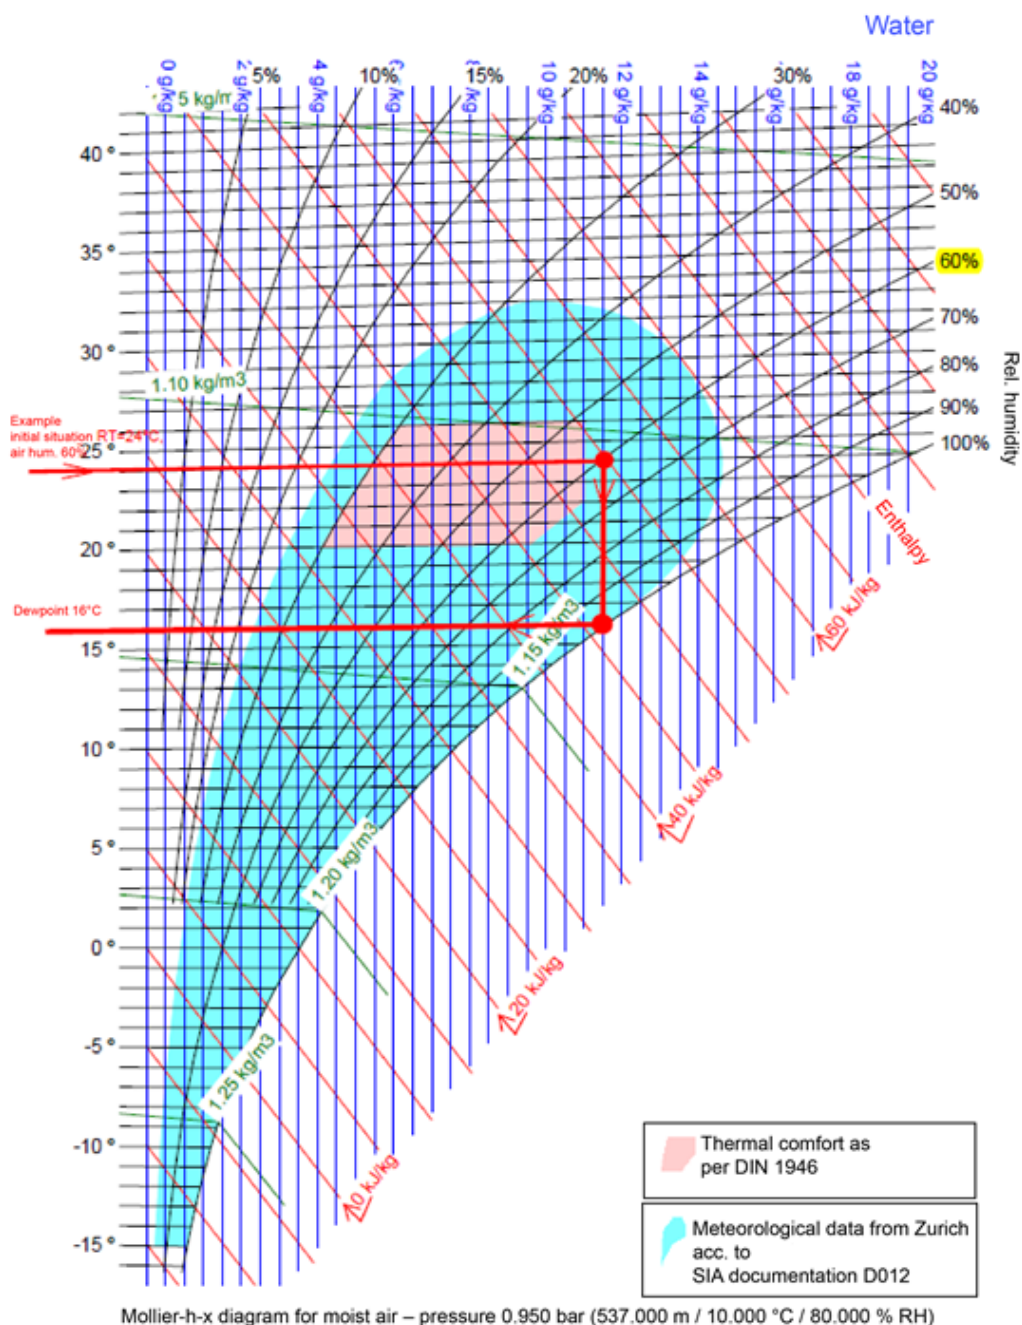 Water
0 g/kg
2 g/kg
5%
4 g/kg
10%
15%
10 g/kg
20%
12 g/kg
14 g/kg
30%
18 g/kg
20 g/kg
5 kg/m
40%
40 °
50%
35 °
60%
70%
30 °
80%
1.10 kg/m3
90%
Rel. humidity
Example
initial situation RT=24°C,
air hum. 60%
25 °
100%
Enthalpy
20 °
Dewpoint 16°C
15 °
1.15 kg/m3
60 kJ/kg
10 °
40 kJ/kg
5 °
1.20 kg/m3
0 °
20 kJ/kg
-5 °
1.25 kg/m3
-10 °
0 kJ/kg
-15 °
Thermal comfort as
per DIN 1946
Meteorological data from Zurich
acc. to
SIA documentation D012
Mollier-h-x diagram for moist air – pressure 0.950 bar (537.000 m / 10.000 °C / 80.000 % RH)